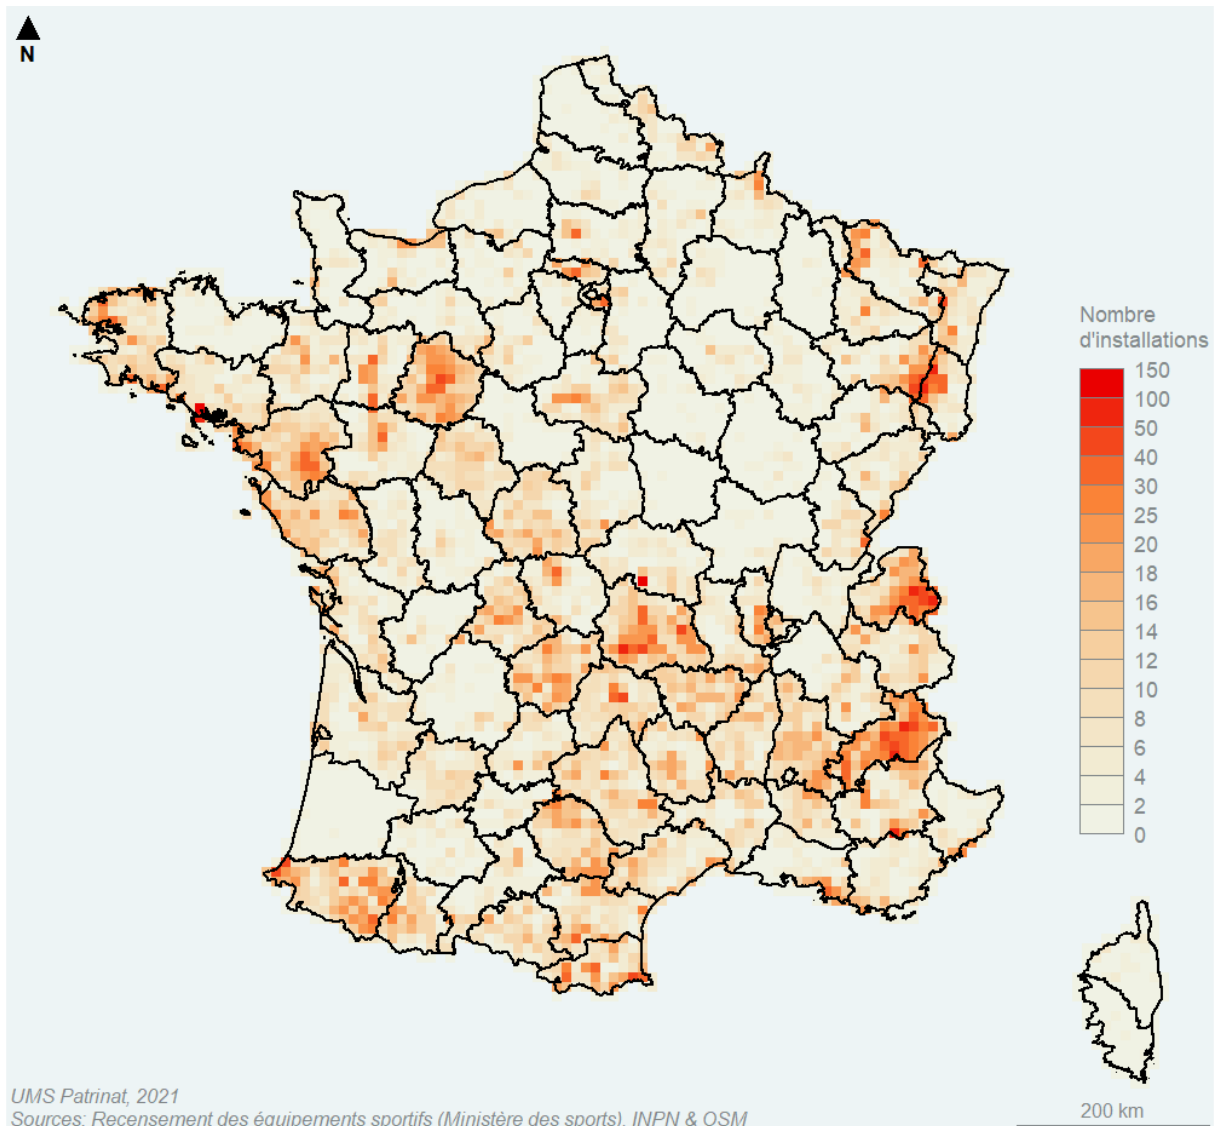 N
Nombre
d'installations
150
100
50
40
30
25
20
18
16
14
12
10
8
6
4
2
0
UMS Patrinat, 2021
Sources: Recensement des équipements sportifs (Ministère des sports), INPN & OSM
200 km